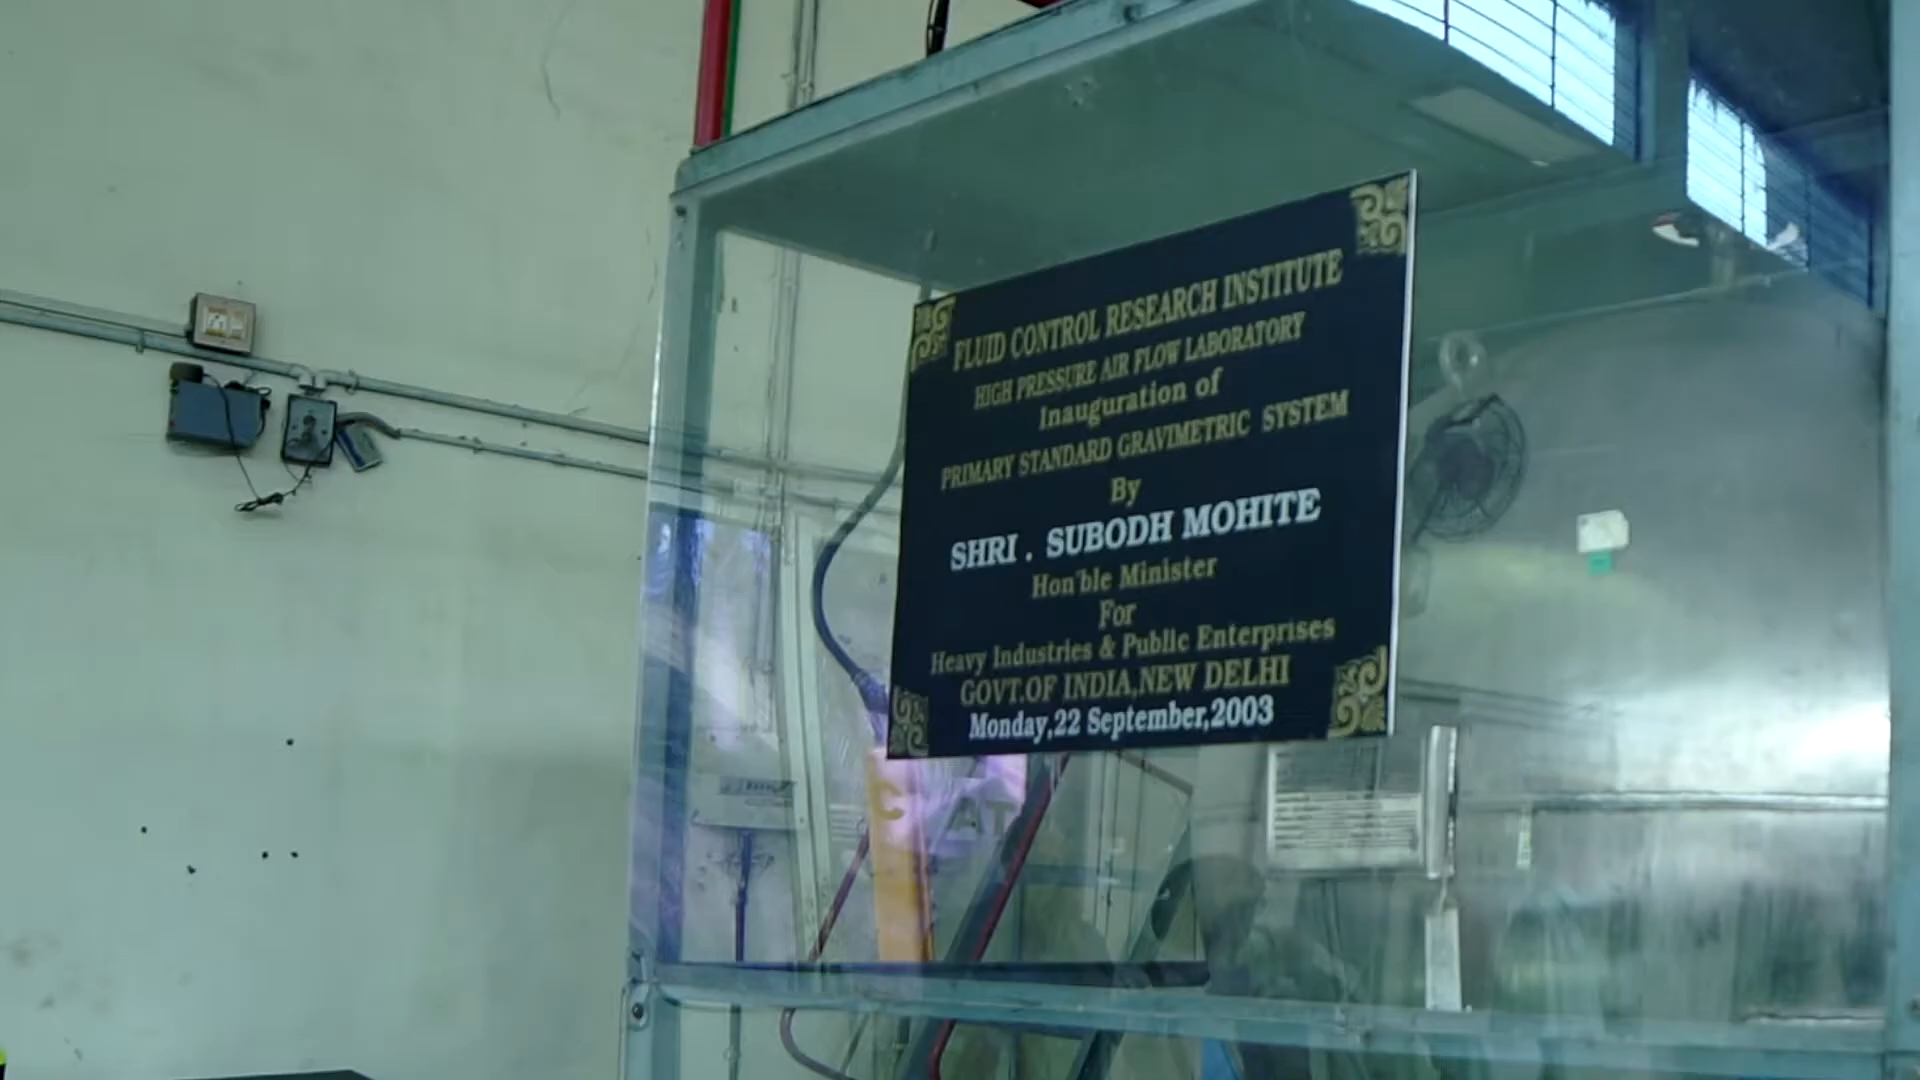 FLUID CONTROL RESEARCH INSTITUTE
HIGH PRESSURE AIR FLOW LABORATORY
Inauguration of
PRIMARY STANDARD GRAVIMETRIC SYSTEM
By
SHRI . SUBODH MOHITE
Hon'ble Minister
For
Heavy Industries & Public Enterprises
GOVT.OF INDIA,NEW DELHI
Monday,22 September,2003